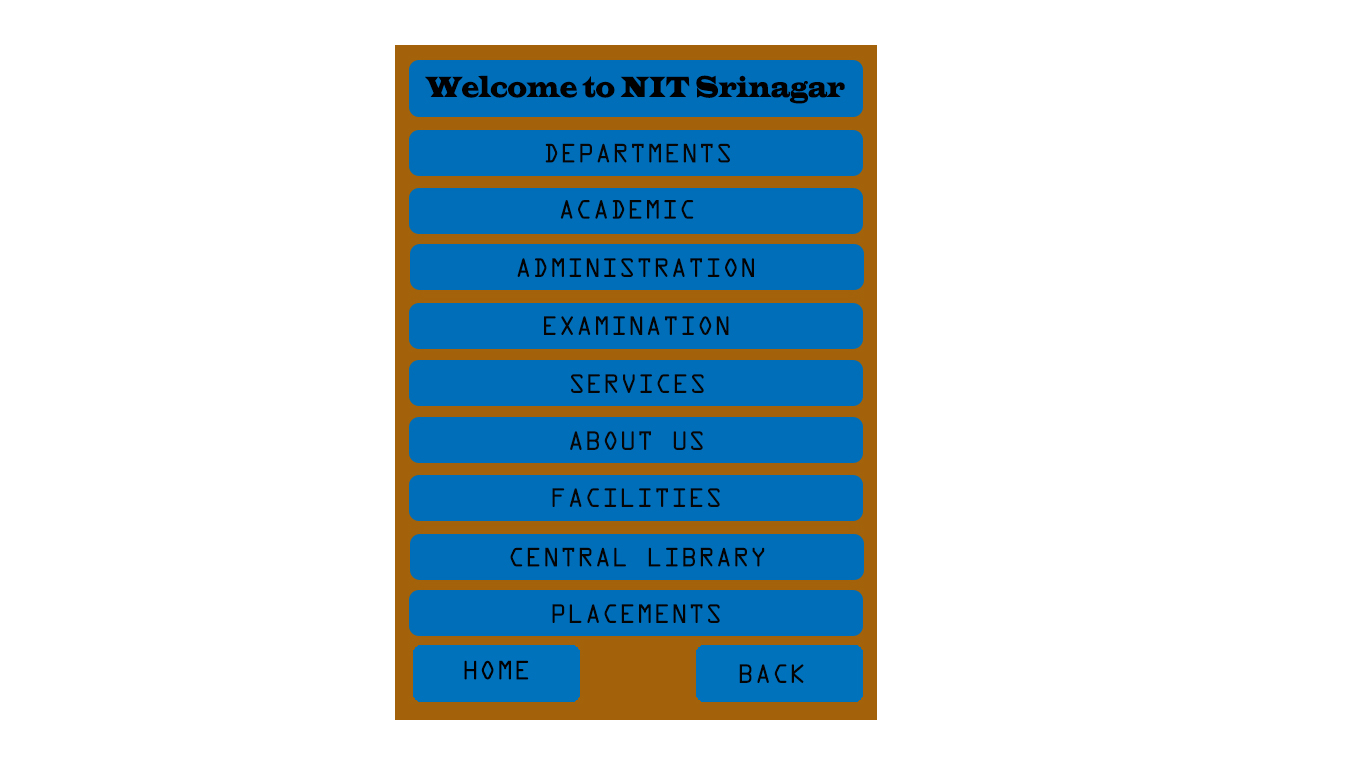 Welcome to NIT Srinagar
DEPARTMENTS
ACADEMIC
ADMINISTRATION
EXAMINATION
SERVICES
ABOUT US
FACILITIES
CENTRAL LIBRARY
PLACEMENTS
HOME
BACK